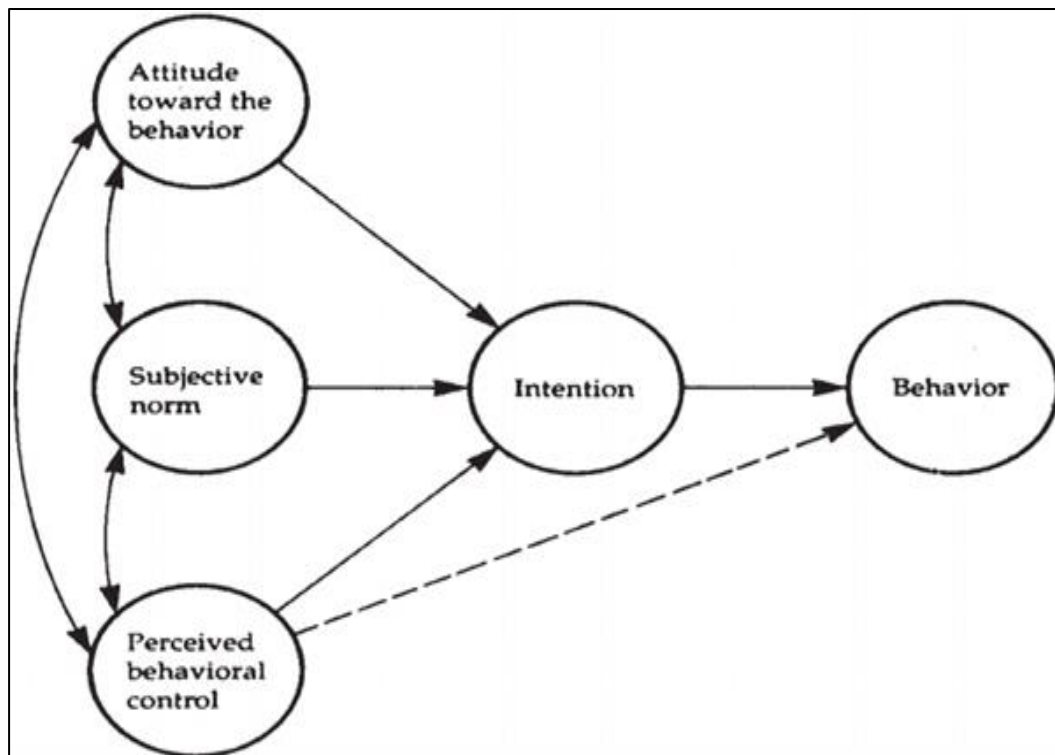 Attitude
toward the
behavior
Subjective
norm
Intention
Behavior
Perceived
behavioral
control